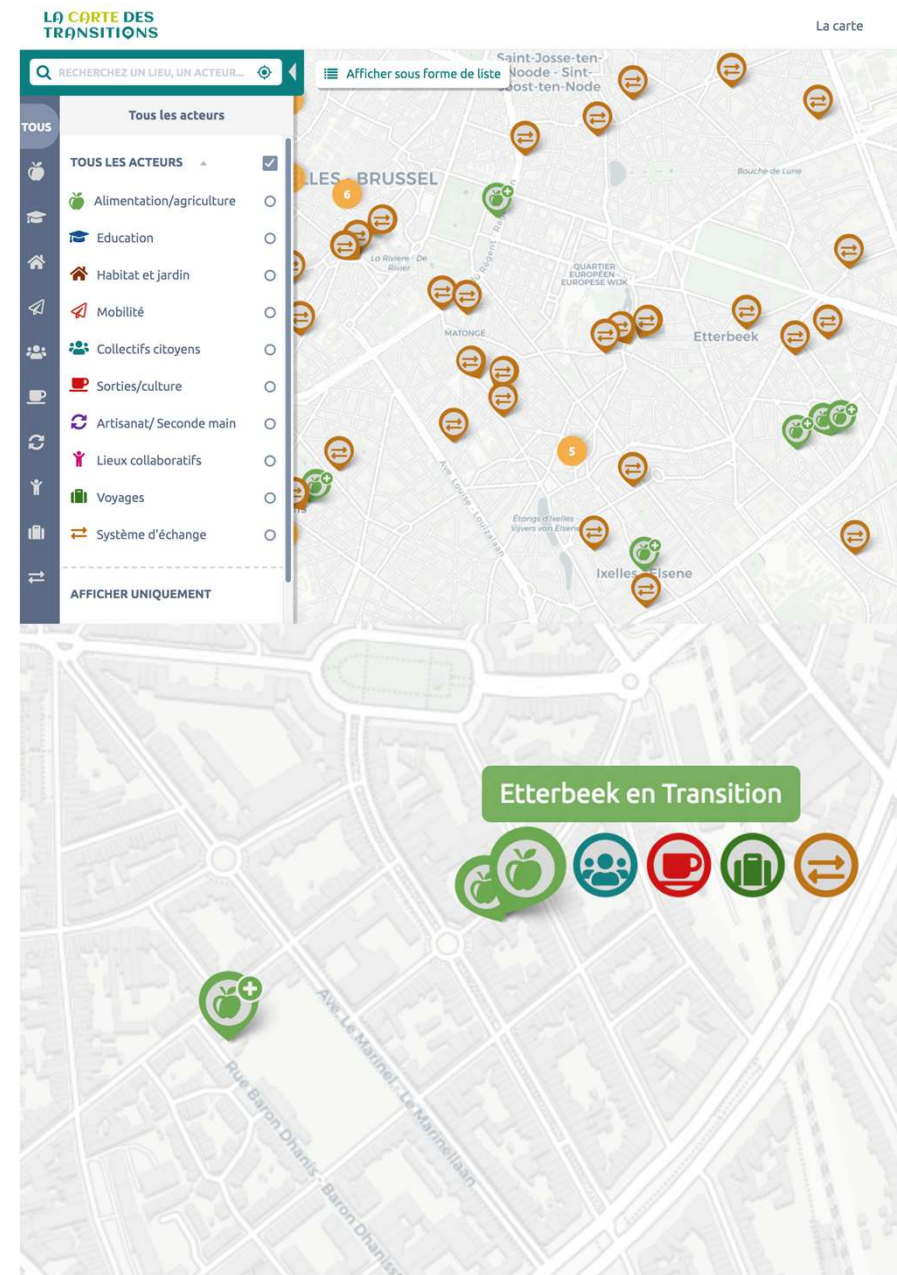 LA CARTE DES
TRANSITIONS
La carte
RECHERCHEZ UN LIEU, UN ACTEUR...
Afficher sous forme de liste
TOUS
Tous les acteurs
TOUS LES ACTEURS
Alimentation/agriculture
Education
Habitat et jardin
Mobilité
Collectifs citoyens
Sorties/culture
Artisanat/ Seconde main
Lieux collaboratifs
Voyages
Système d'échange
AFFICHER UNIQUEMENT
Saint-Josse-ten-
Noode - Sint-
Joost-ten-Node
Bouche de Lune
BRUSSEL
6
La Rivière - De
Rivier
QUARTIER
EUROPÉEN -
EUROPESE WIJK
MATONGÉ
Etterbeek
5
Ave. Louise - Louizalaan
Étangs d'Ixelles -
Vijvers van Elsene
Ixelles - Elsene
Etterbeek en Transition
Ave. Le Marinel - Le Marinellaan
Rue Baron Dhanis - Baron Dhanis